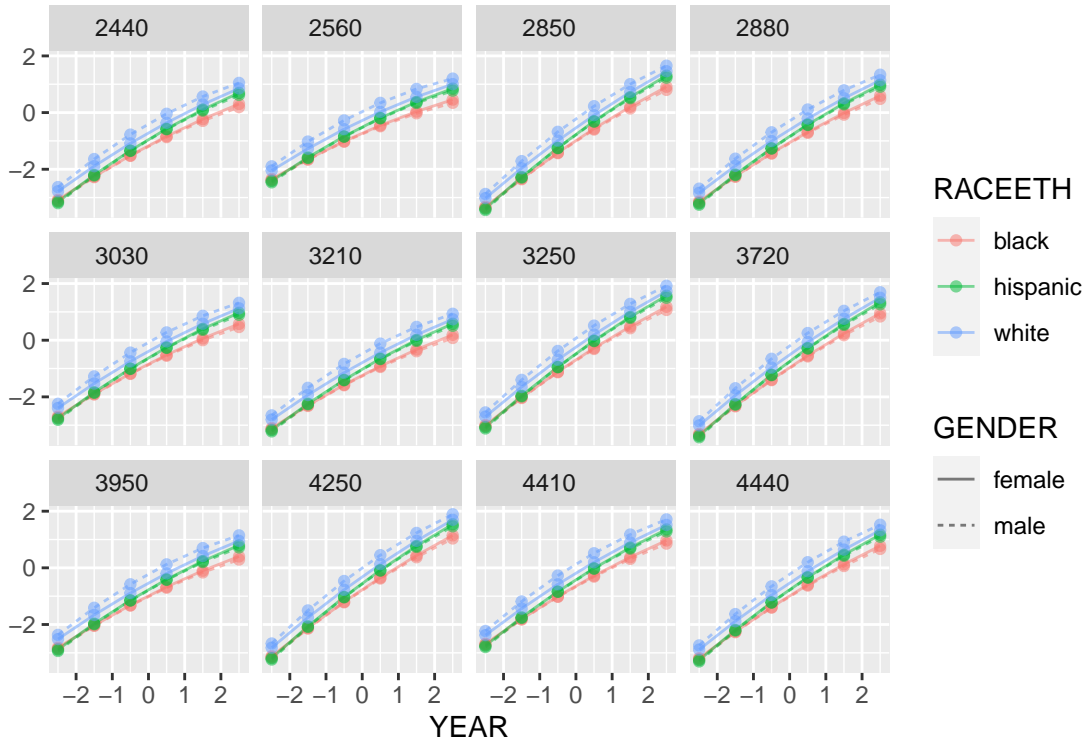 2440 2560 2850 2880
2
0
−2
3030 3210 3250 3720
2
0
−2
3950 4250 4410 4440
2
0
−2
−2 −1 0 1 2 −2 −1 0 1 2 −2 −1 0 1 2 −2 −1 0 1 2
YEAR
RACEETH
black
hispanic
white
GENDER
female
male